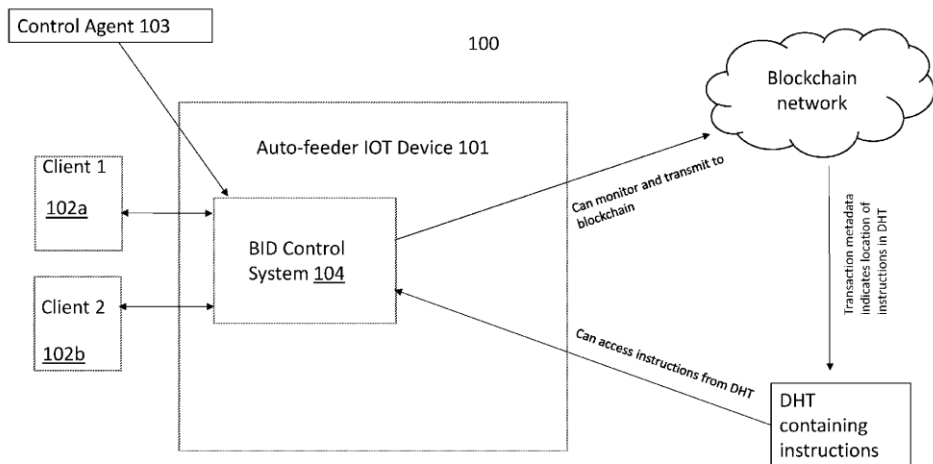 Control Agent 103
100
Blockchain
network
Auto-feeder IOT Device 101
Client 1
102a
Can monitor and transmit to
blockchain
BID Control
System 104
Transaction metadata
indicates location of
instructions in DHT
Client 2
102b
Can access instructions from DHT
DHT
containing
instructions